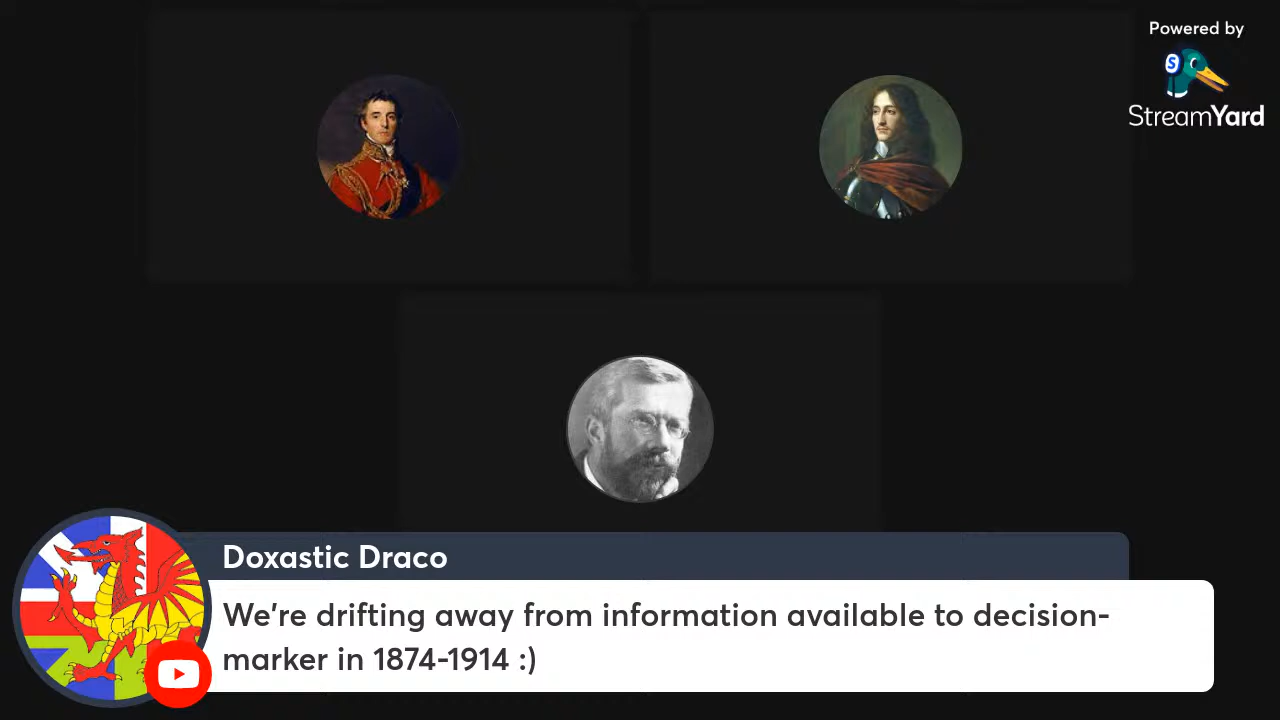 Powered by
S
StreamYard
Doxastic Draco
We're drifting away from information available to decision-
marker in 1874-1914 :)